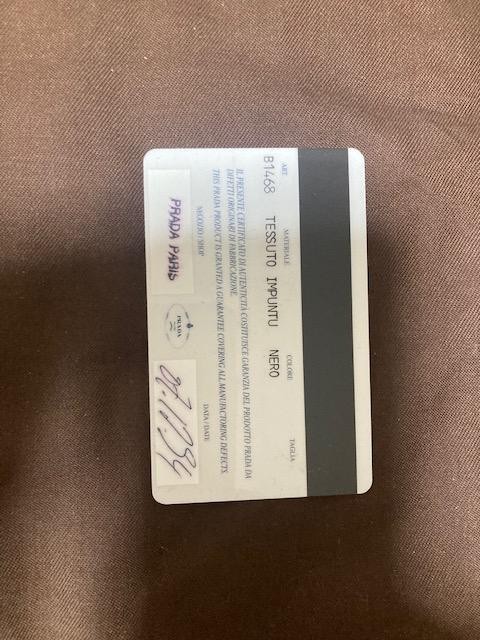 ART. MATERIALE COLORE TAGLIA
B1468 TESSUTO IMPUNTU NERO
IL PRESENTE CERTIFICATO DI AUTENTICITÀ COSTITUISCE GARANZIA DEL PRODOTTO PRADA DA
DIFETTI ORIGINARI DI FABBRICAZIONE.
THIS PRADA PRODUCT IS GRANTED A GUARANTEE COVERING ALL MANUFACTORING DEFECTS.
NEGOZIO / SHOP DATA / DATE
PRADA PARIS
PRADA